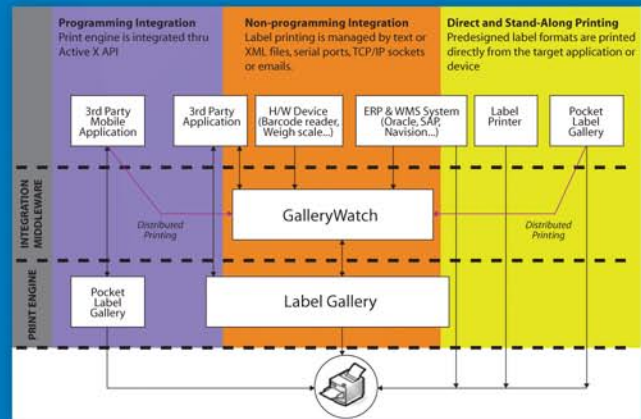 Programming Integration
Print engine is integrated thru
Active X API
Non-programming Integration
Label printing is managed by text or
XML files, serial ports, TCP/IP sockets
or emails.
Direct and Stand-Along Printing
Predesigned label formats are printed
directly from the target application or
device
3rd Party
Mobile
Application
3rd Party
Application
H/W Device
(Barcode reader,
Weigh scale...)
ERP & WMS System
(Oracle, SAP,
Navision...)
Label
Printer
Pocket
Label
Gallery
INTEGRATION
MIDDLEWARE
Distributed
Printing
GalleryWatch
Distributed
Printing
PRINT ENGINE
Pocket
Label
Gallery
Label Gallery